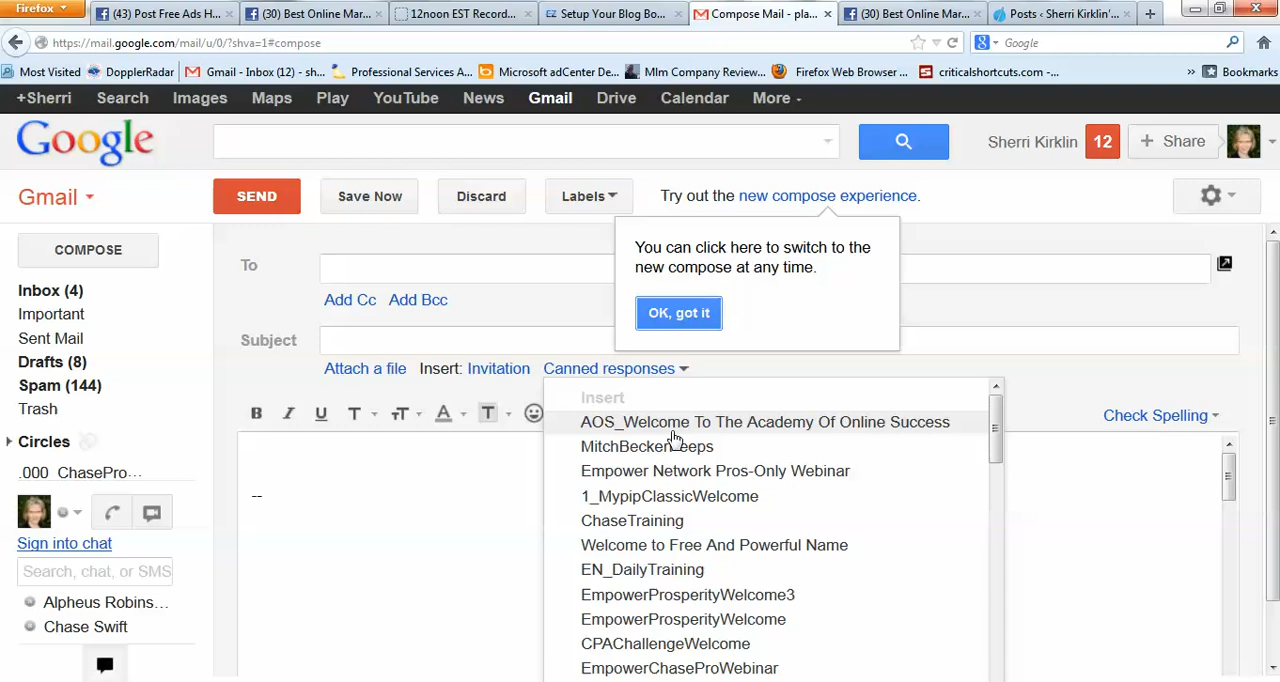 Firefox
(43) Post Free Ads H...
(30) Best Online Mar...
12noon EST Record...
EZ Setup Your Blog Bo...
Compose Mail - pla...
(30) Best Online Mar...
Posts ‹ Sherri Kirklin'...
https://mail.google.com/mail/u/0/?shva=1#compose
Google
Most Visited
DopplerRadar
Gmail - Inbox (12) - sh...
Professional Services A...
Microsoft adCenter De...
Mlm Company Review...
Firefox Web Browser ...
criticalshortcuts.com -...
»
Bookmarks
+Sherri
Search
Images
Maps
Play
YouTube
News
Gmail
Drive
Calendar
More
Google
Sherri Kirklin
12
+ Share
Gmail
SEND
Save Now
Discard
Labels
Try out the new compose experience.
You can click here to switch to the
new compose at any time.
OK, got it
COMPOSE
Inbox (4)
Important
Sent Mail
Drafts (8)
Spam (144)
Trash
Circles
.000 ChasePro...
Sign into chat
Search, chat, or SMS
Alpheus Robins...
Chase Swift
To
Add Cc Add Bcc
Subject
Attach a file Insert: Invitation Canned responses
B I U T T A T
Check Spelling
--
Insert
AOS_Welcome To The Academy Of Online Success
Empower Network Pros-Only Webinar
1_MypipClassicWelcome
ChaseTraining
Welcome to Free And Powerful Name
EN_DailyTraining
EmpowerProsperityWelcome3
EmpowerProsperityWelcome
CPAChallengeWelcome
EmpowerChaseProWebinar